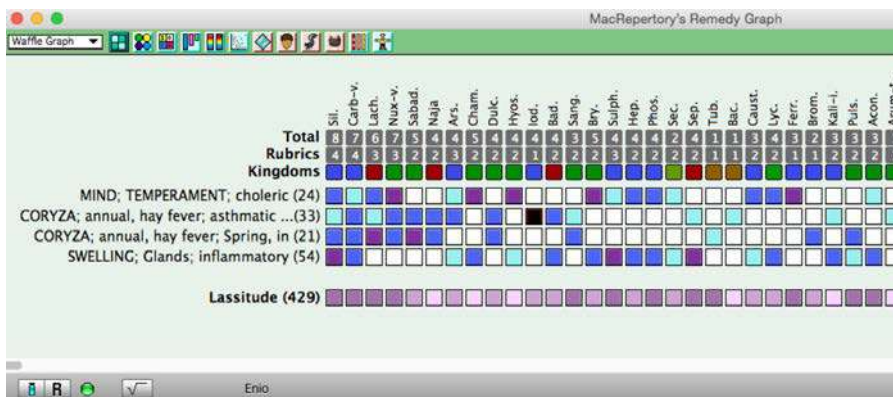 MacRepertory's Remedy Graph
Waffle Graph
Sil. Carb-v. Lach. Nux-v. Sabad. Naja Ars. Cham. Dulc. Hyos. Iod. Bad. Sang. Bry. Sulph. Hep. Phos. Sec. Sep. Tub. Bac. Caust. Lyc. Ferr. Brom. Kali-i. Puls. Acon.
Total 8 7 6 7 5 4 4 5 4 4 4 4 3 5 4 4 4 2 4 1 1 3 4 3 2 3 3 3
Rubrics 4 4 3 3 2 2 3 2 2 2 1 2 2 2 3 2 2 2 2 1 1 2 2 1 1 2 2 2
Kingdoms
MIND; TEMPERAMENT; choleric (24)
CORYZA; annual, hay fever; asthmatic ...(33)
CORYZA; annual, hay fever; Spring, in (21)
SWELLING; Glands; inflammatory (54)
Lassitude (429)
R √ Enio